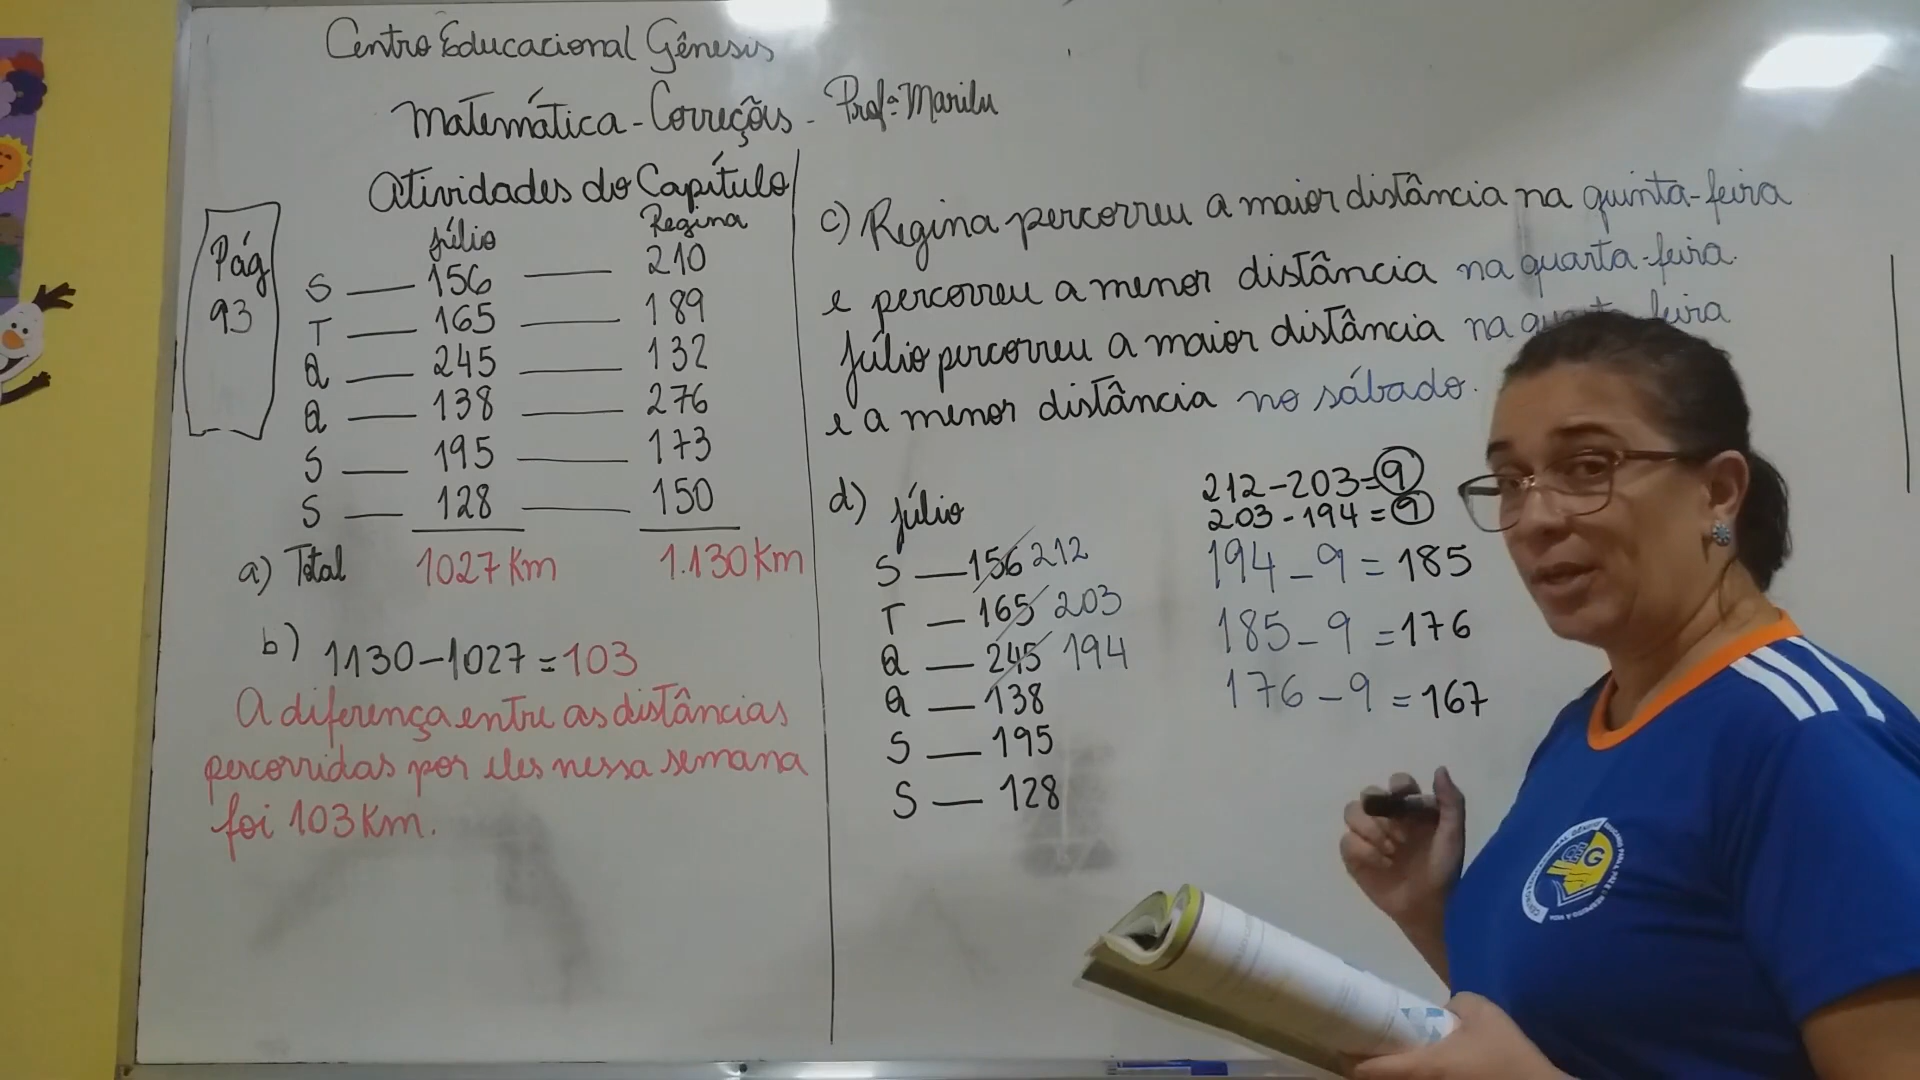 Centro Educacional Gênesis
Matemática - Correções - Profª Marilu
Atividades do Capítulo
Pág
93
Júlio Regina
S — 156 — 210
T — 165 — 189
Q — 245 — 132
Q — 138 — 276
S — 195 — 173
S — 128 — 150
a) Total 1027 Km 1.130 Km
b) 1130 - 1027 = 103
A diferença entre as distâncias
percorridas por eles nessa semana
foi 103 Km.
c) Regina percorreu a maior distância na quinta-feira
e percorreu a menor distância na quarta-feira.
Júlio percorreu a maior distância na feira
e a menor distância no sábado.
d) Júlio
S — 156 212
T — 165 203
Q — 245 194
Q — 138
S — 195
S — 128
212 - 203 = 9
203 - 194 = 9
194 - 9 = 185
185 - 9 = 176
176 - 9 = 167
G